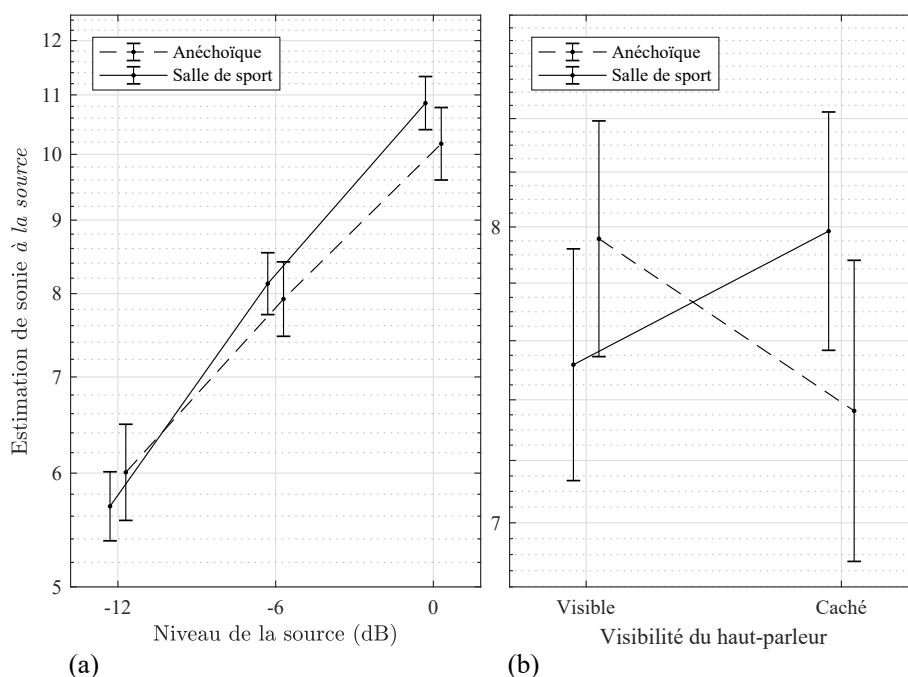 12
11
10
9
8
7
6
5
Estimation de sonie à la source
Anéchoïque
Salle de sport
-12
-6
0
Niveau de la source (dB)
(a)
8
7
Anéchoïque
Salle de sport
Visible
Caché
Visibilité du haut-parleur
(b)